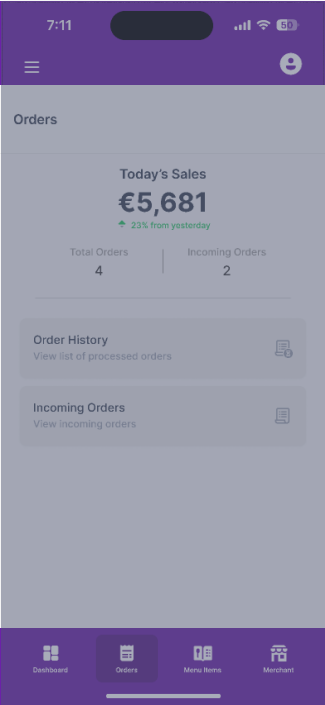 7:11
50
Orders
Today's Sales
€5,681
23% from yesterday
Total Orders
Incoming Orders
4
2
Order History
View list of processed orders
Incoming Orders
View incoming orders
Dashboard
Orders
Menu Items
Merchant